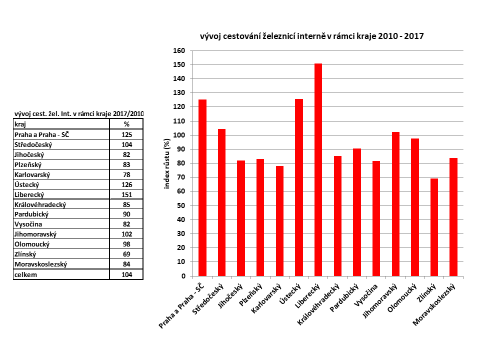 vývoj cestování železnicí interně v rámci kraje 2010 - 2017
vývoj cest. žel. Int. v rámci kraje 2017/2010
kraj %
Praha a Praha - SČ 125
Středočeský 104
Jihočeský 82
Plzeňský 83
Karlovarský 78
Ústecký 126
Liberecký 151
Královéhradecký 85
Pardubický 90
Vysočina 82
Jihomoravský 102
Olomoucký 98
Zlínský 69
Moravskoslezský 84
celkem 104
index růstu (%)
160
150
140
130
120
110
100
90
80
70
60
50
40
30
20
10
0
Praha a Praha - SČ
Středočeský
Jihočeský
Plzeňský
Karlovarský
Ústecký
Liberecký
Královéhradecký
Pardubický
Vysočina
Jihomoravský
Olomoucký
Zlínský
Moravskoslezský